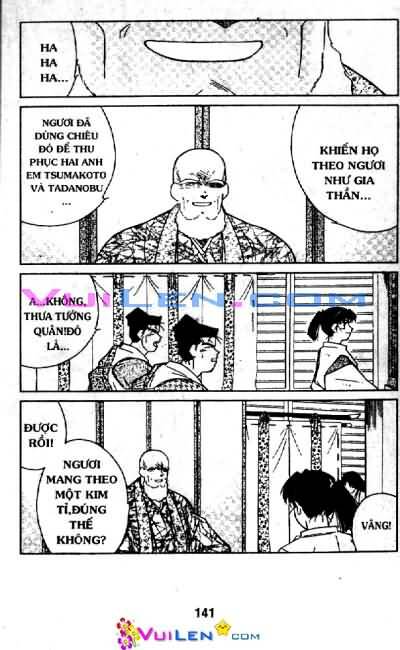 HA
HA
HA...
NGƯƠI ĐÃ
DÙNG CHIÊU
ĐÓ ĐỂ THU
PHỤC HAI ANH
EM TSUMAKOTO
VÀ TADANOBU
...
KHIẾN HỌ
THEO NGƯƠI
NHƯ GIA
THẦN...
A...KHÔNG,
THƯA TƯỚNG
QUÂN!ĐÓ
LÀ...
VUILEN.COM
ĐƯỢC
RỒI!
NGƯƠI
MANG THEO
MỘT KIM
TỈ,ĐÚNG
THẾ
KHÔNG?
VÂNG!
141
VUILEN.COM